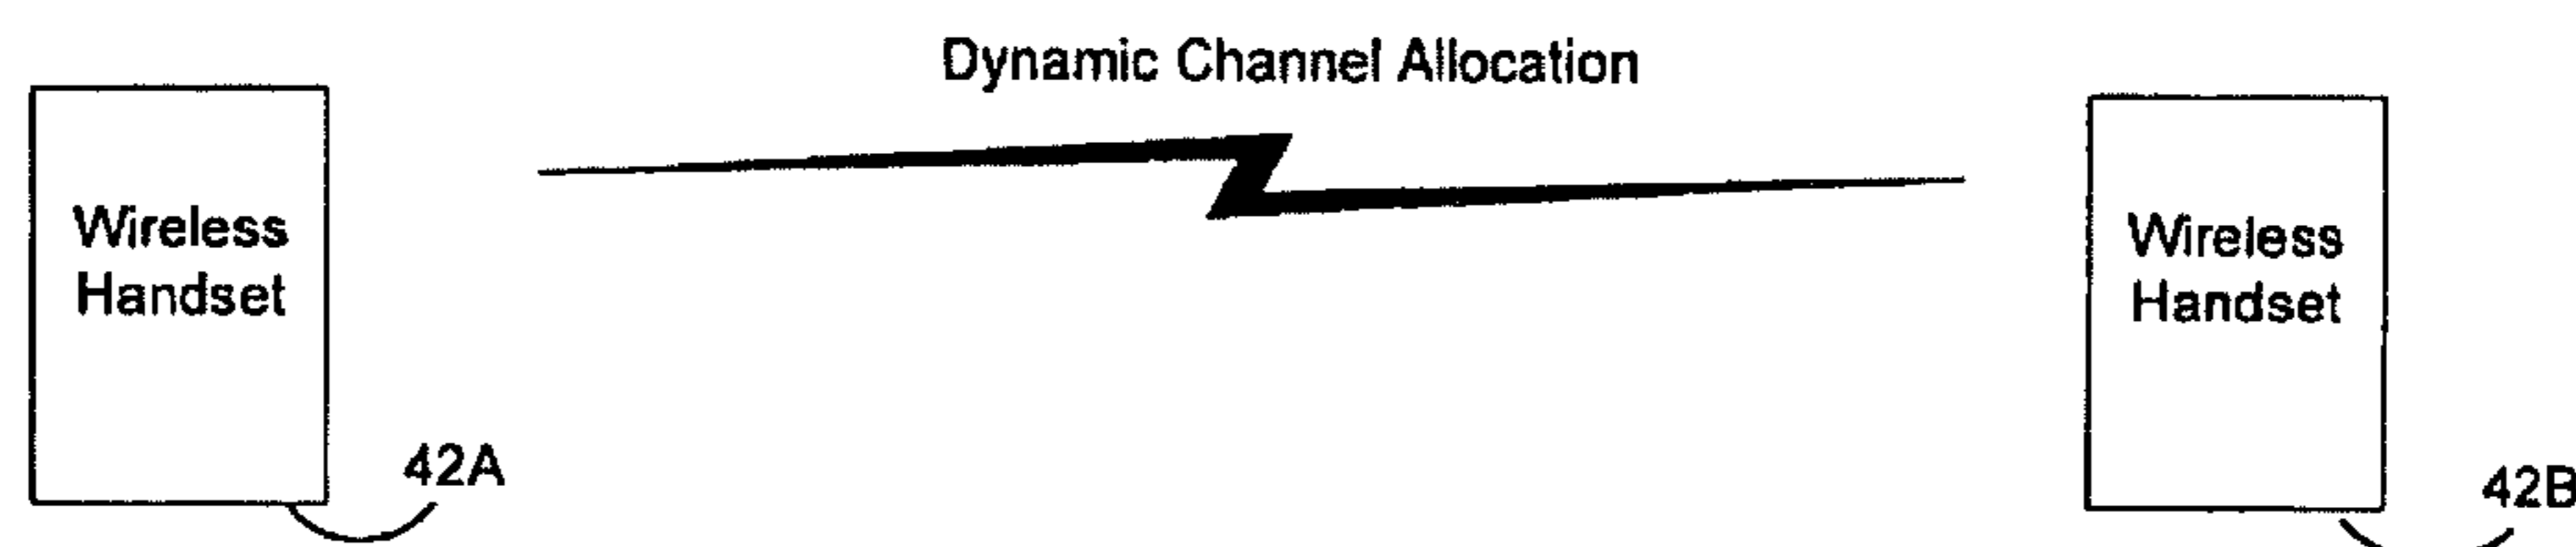 Dynamic Channel Allocation
Wireless
Handset
42A
Wireless
Handset
42B